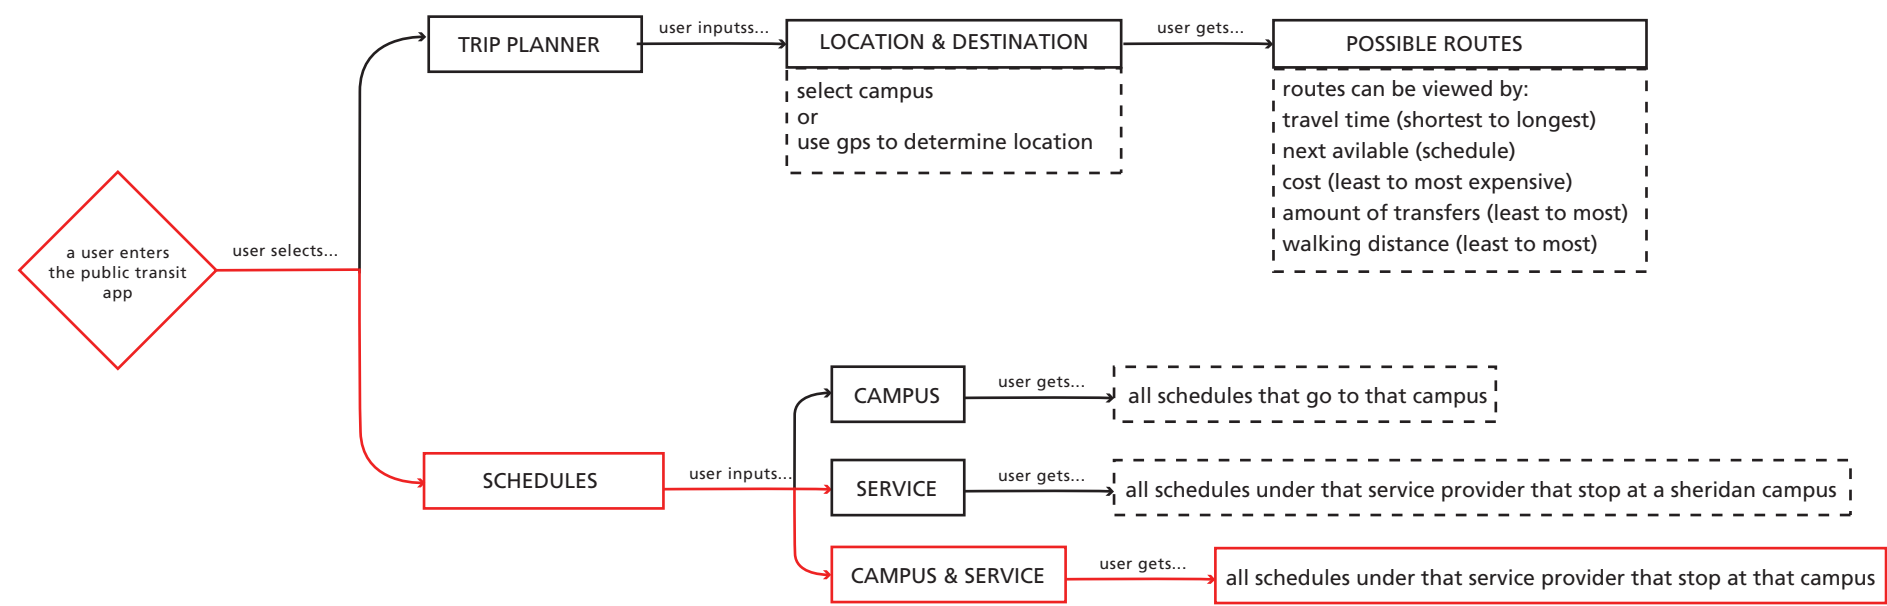 TRIP PLANNER
user inputss...
LOCATION & DESTINATION
user gets...
POSSIBLE ROUTES
select campus
or
use gps to determine location
routes can be viewed by:
travel time (shortest to longest)
next avilable (schedule)
cost (least to most expensive)
amount of transfers (least to most)
walking distance (least to most)
a user enters
the public transit
app
user selects...
SCHEDULES
user inputs...
CAMPUS
user gets...
all schedules that go to that campus
SERVICE
user gets...
all schedules under that service provider that stop at a sheridan campus
CAMPUS & SERVICE
user gets...
all schedules under that service provider that stop at that campus